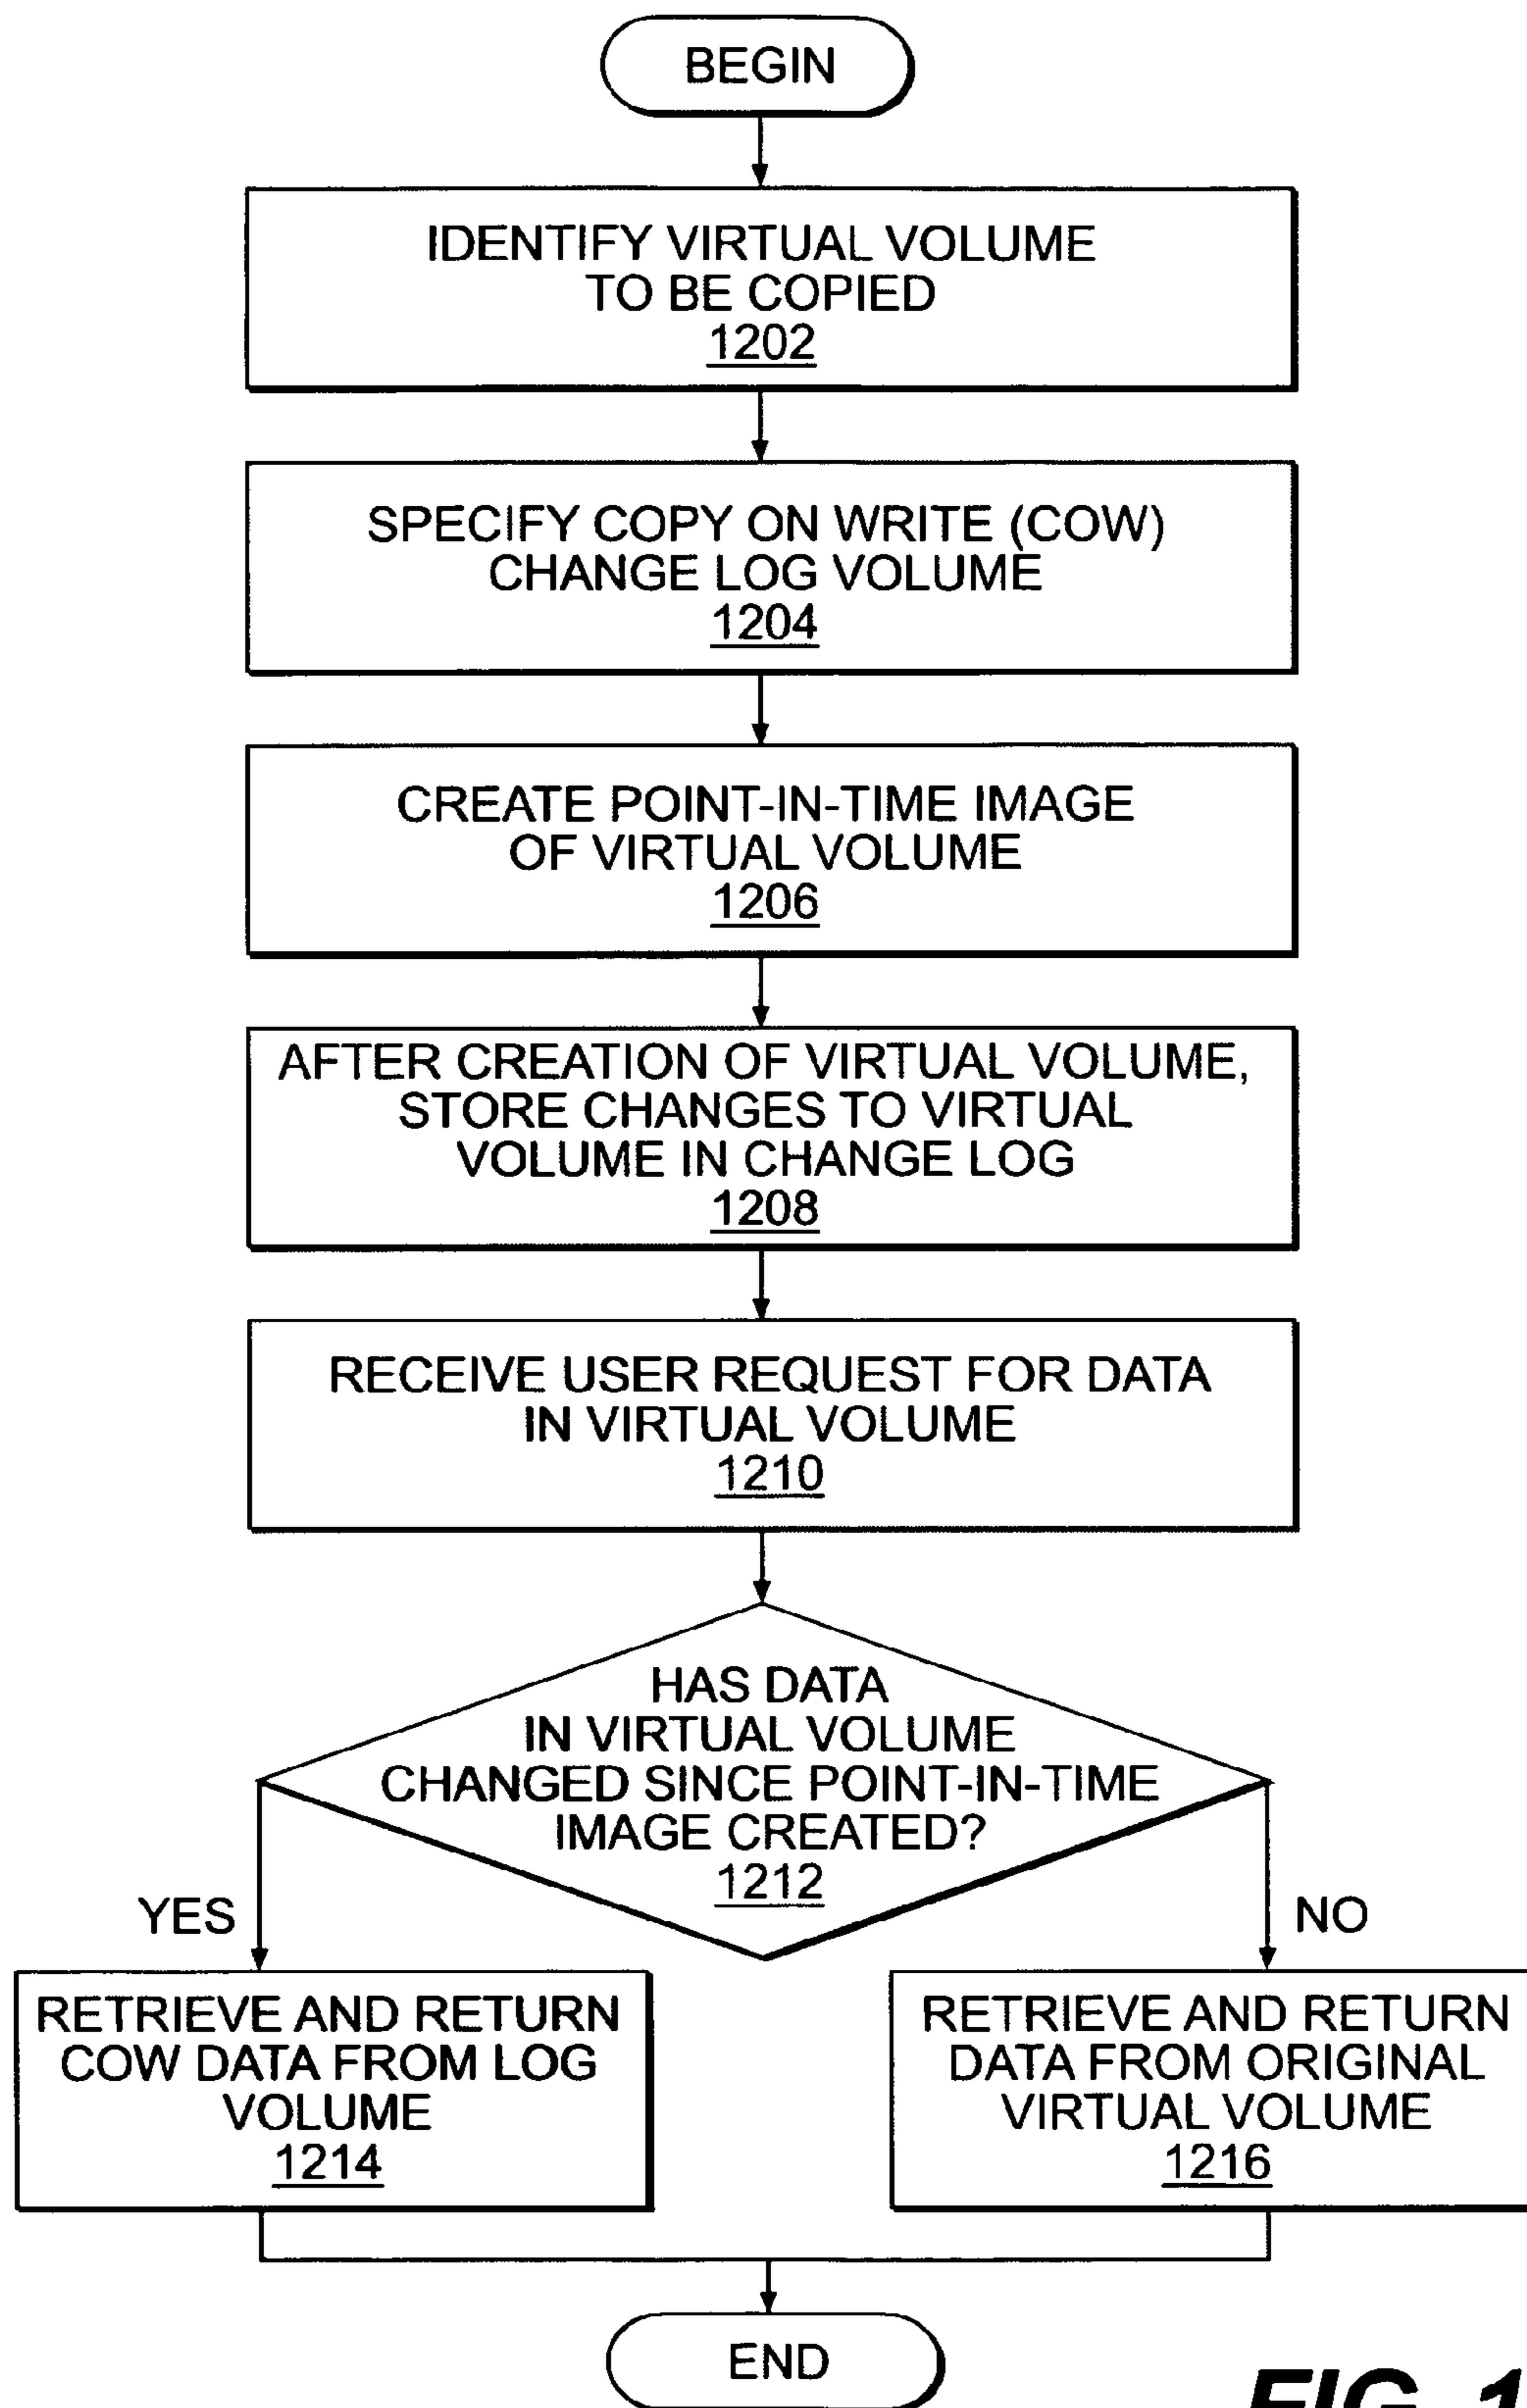 BEGIN
IDENTIFY VIRTUAL VOLUME
TO BE COPIED
1202
SPECIFY COPY ON WRITE (COW)
CHANGE LOG VOLUME
1204
CREATE POINT-IN-TIME IMAGE
OF VIRTUAL VOLUME
1206
AFTER CREATION OF VIRTUAL VOLUME,
STORE CHANGES TO VIRTUAL
VOLUME IN CHANGE LOG
1208
RECEIVE USER REQUEST FOR DATA
IN VIRTUAL VOLUME
1210
HAS DATA
IN VIRTUAL VOLUME
CHANGED SINCE POINT-IN-TIME
IMAGE CREATED?
1212
YES
NO
RETRIEVE AND RETURN
COW DATA FROM LOG
VOLUME
1214
RETRIEVE AND RETURN
DATA FROM ORIGINAL
VIRTUAL VOLUME
1216
END
FIG. 1